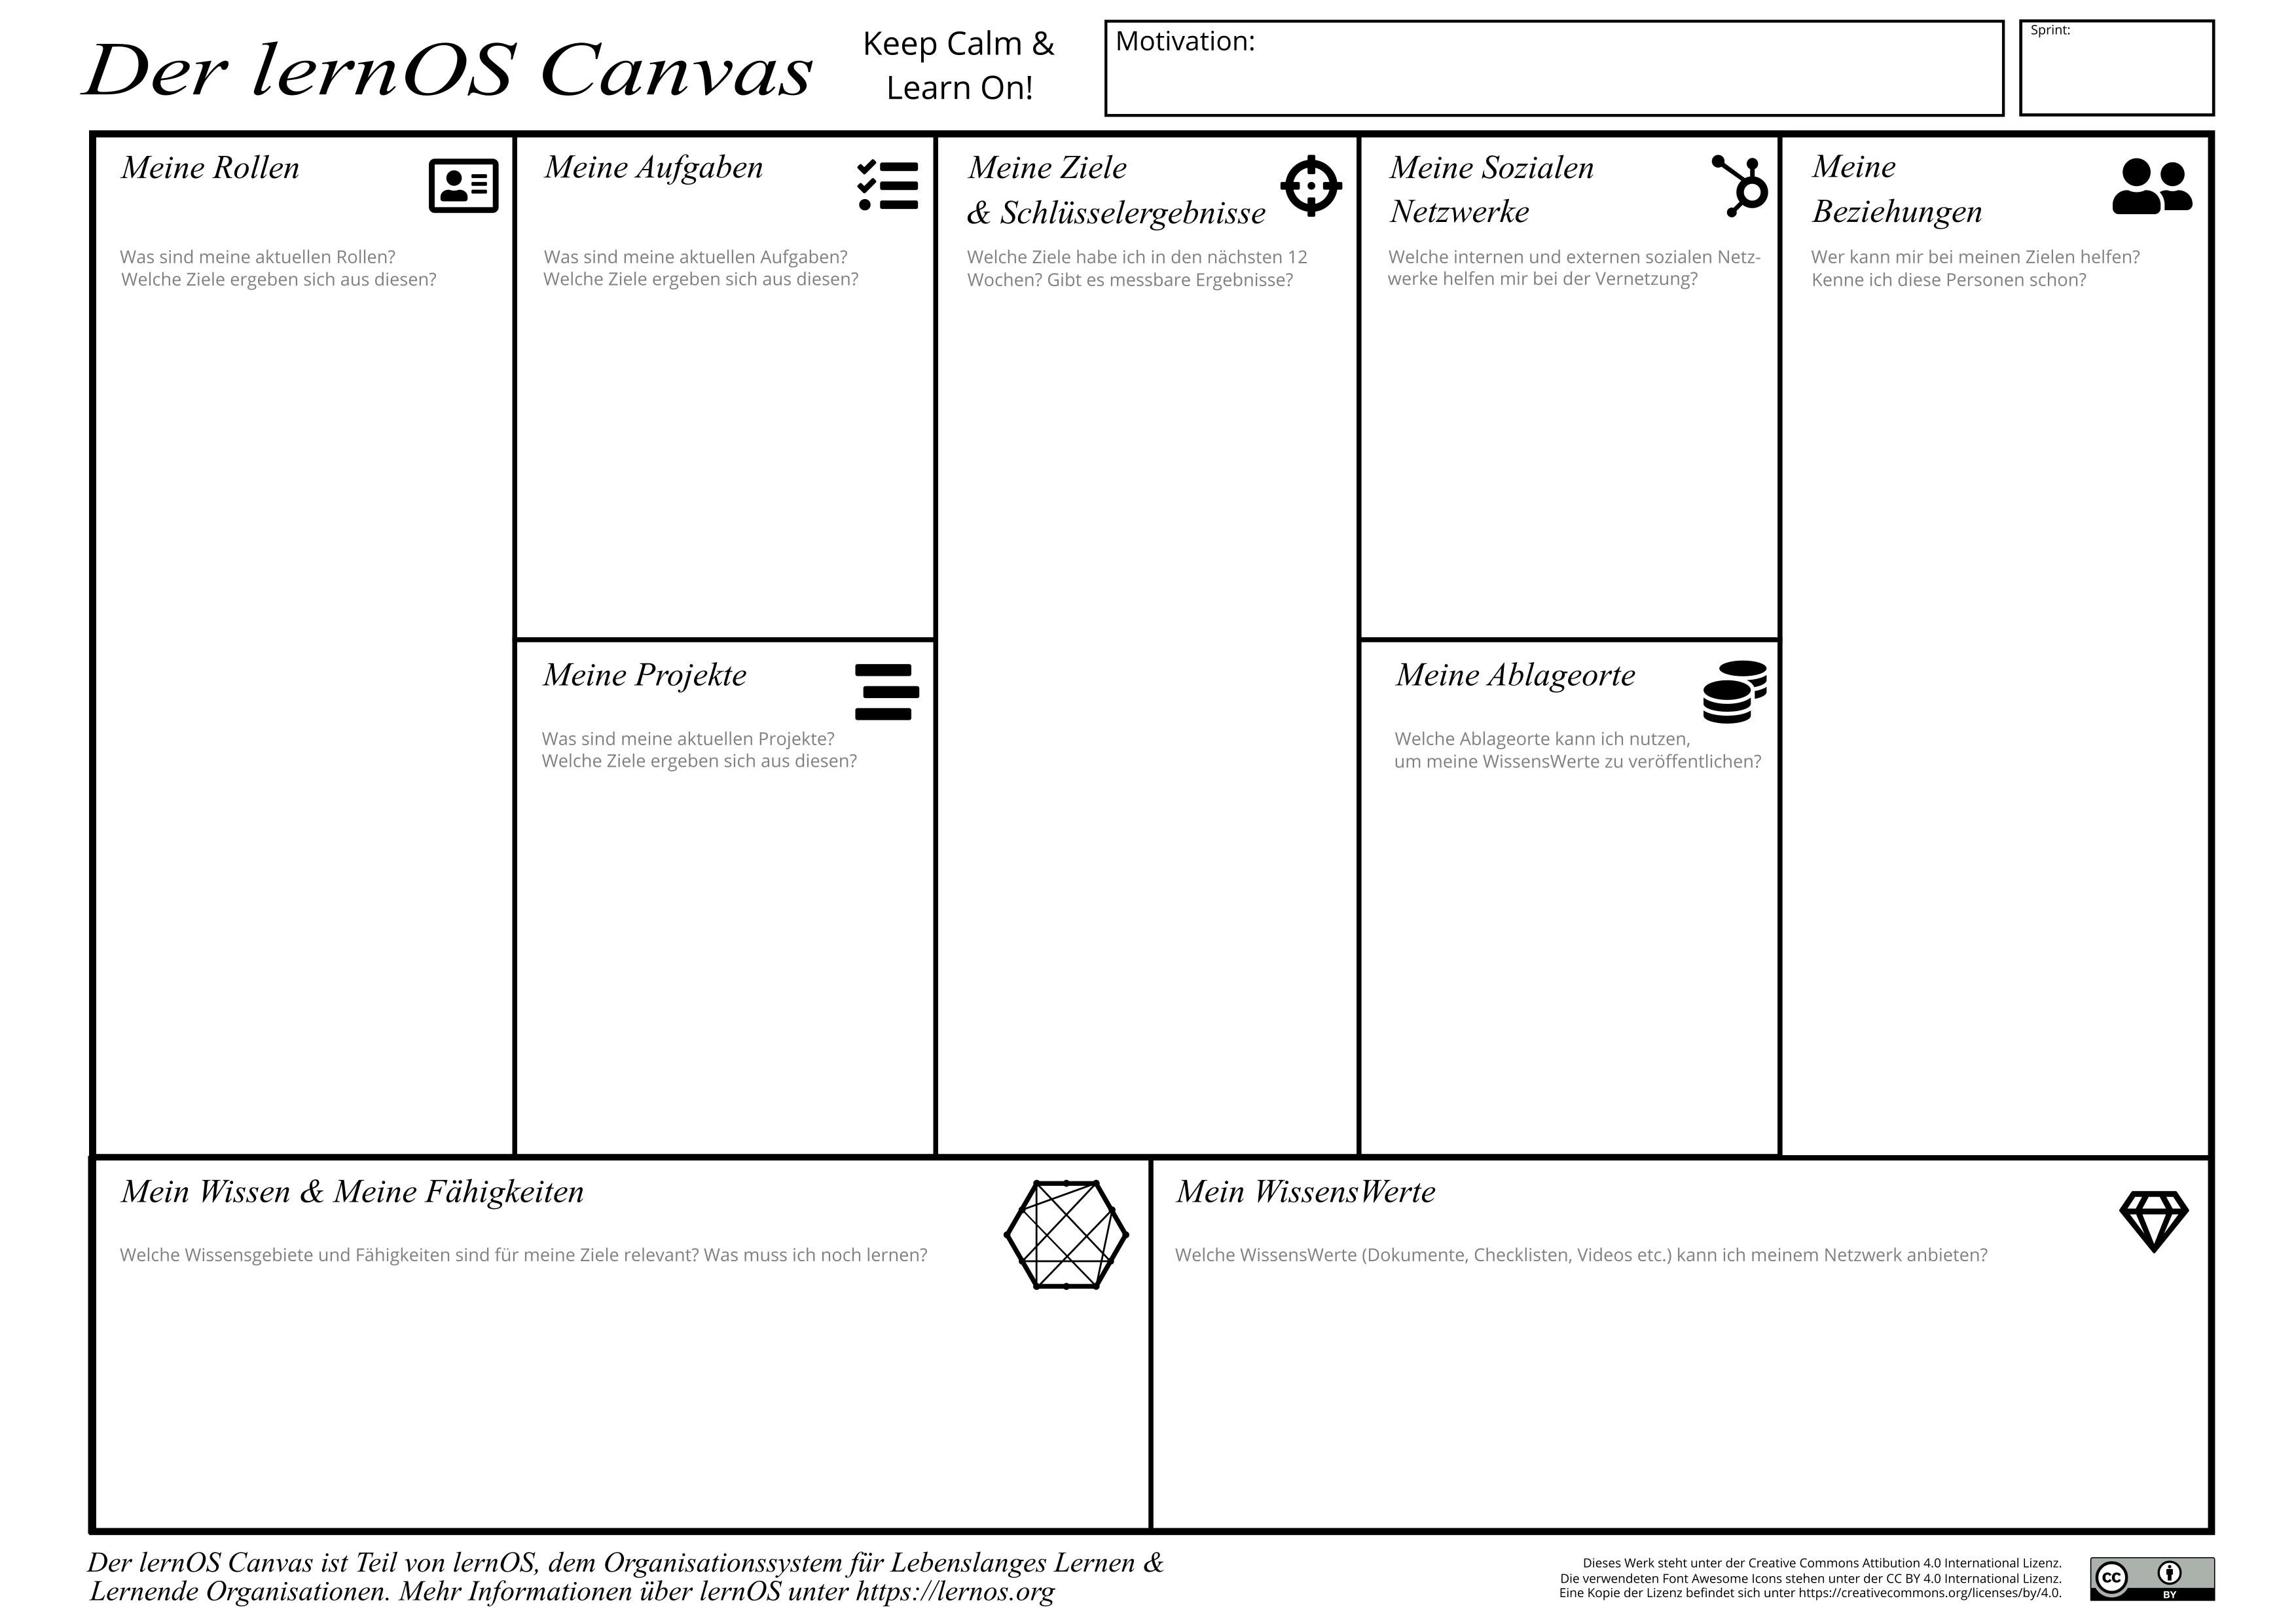 Der lernOS Canvas
Keep Calm &
Learn On!
Motivation:
Sprint:
Meine Rollen
Was sind meine aktuellen Rollen?
Welche Ziele ergeben sich aus diesen?
Meine Aufgaben
Was sind meine aktuellen Aufgaben?
Welche Ziele ergeben sich aus diesen?
Meine Projekte
Was sind meine aktuellen Projekte?
Welche Ziele ergeben sich aus diesen?
Meine Ziele
& Schlüsselergebnisse
Welche Ziele habe ich in den nächsten 12
Wochen? Gibt es messbare Ergebnisse?
Meine Sozialen
Netzwerke
Welche internen und externen sozialen Netz-
werke helfen mir bei der Vernetzung?
Meine Ablageorte
Welche Ablageorte kann ich nutzen,
um meine WissensWerte zu veröffentlichen?
Meine
Beziehungen
Wer kann mir bei meinen Zielen helfen?
Kenne ich diese Personen schon?
Mein Wissen & Meine Fähigkeiten
Welche Wissensgebiete und Fähigkeiten sind für meine Ziele relevant? Was muss ich noch lernen?
Mein WissensWerte
Welche WissensWerte (Dokumente, Checklisten, Videos etc.) kann ich meinem Netzwerk anbieten?
Der lernOS Canvas ist Teil von lernOS, dem Organisationssystem für Lebenslanges Lernen &
Lernende Organisationen. Mehr Informationen über lernOS unter https://lernos.org
Dieses Werk steht unter der Creative Commons Attibution 4.0 International Lizenz.
Die verwendeten Font Awesome Icons stehen unter der CC BY 4.0 International Lizenz.
Eine Kopie der Lizenz befindet sich unter https://creativecommons.org/licenses/by/4.0.
cc
BY